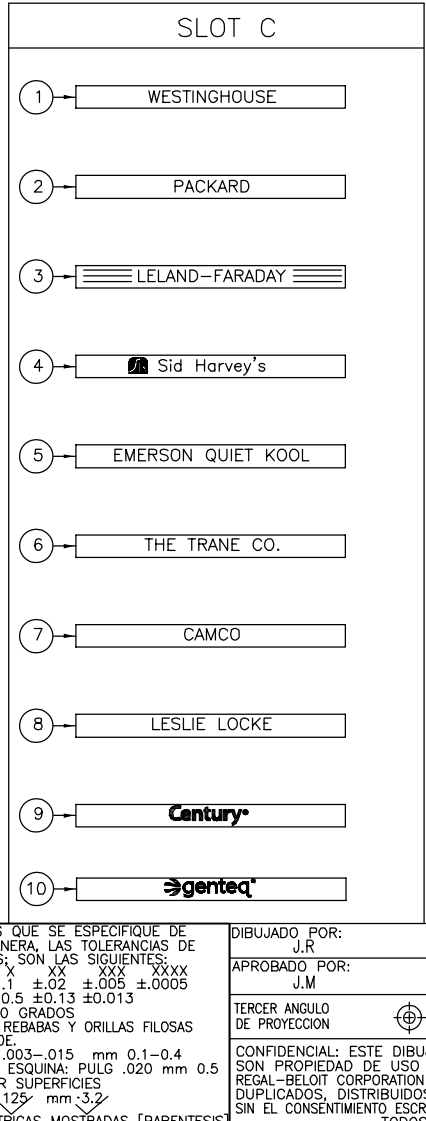 SLOT C
1 WESTINGHOUSE
2 PACKARD
3 LELAND-FARADAY
4 Sid Harvey's
5 EMERSON QUIET KOOL
6 THE TRANE CO.
7 CAMCO
8 LESLIE LOCKE
9 Century
10 genteq
QUE SE ESPECIFIQUE DE
LAS TOLERANCIAS DE
SON LAS SIGUIENTES:
X XX XXX XXXX
.1 ±.02 ±.005 ±.0005
0.5 ±0.13 ±0.013
0 GRADOS
REBABAS Y ORILLAS FILOSAS
DE.
.003-.015 mm 0.1-0.4
ESQUINA: PULG .020 mm 0.5
SUPERFICIES
125 mm 3.2
MOSTRADAS [PARENTESIS]
DIBUJADO POR:
J.R
APROBADO POR:
J.M
TERCER ANGULO
DE PROYECCION
CONFIDENCIAL: ESTE
SON PROPIEDAD DE USO
REGAL-BELOIT CORPORATION
DUPLICADOS, DISTRIBUIDOS
SIN EL CONSENTIMIENTO